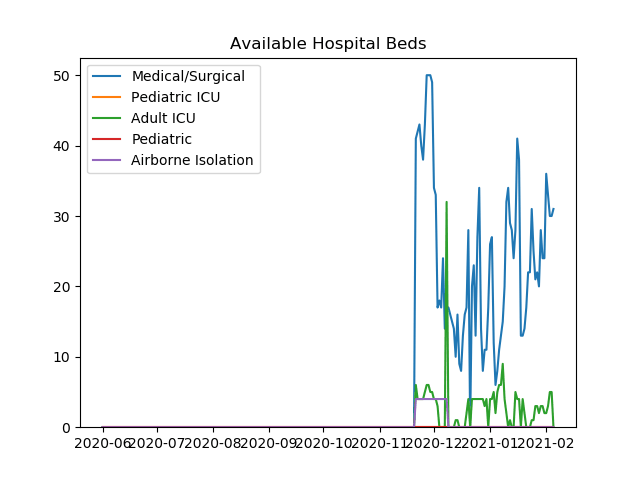 Available Hospital Beds
50
40
30
20
10
0
Medical/Surgical
Pediatric ICU
Adult ICU
Pediatric
Airborne Isolation
2020-06 2020-07 2020-08 2020-09 2020-10 2020-11 2020-12 2021-01 2021-02